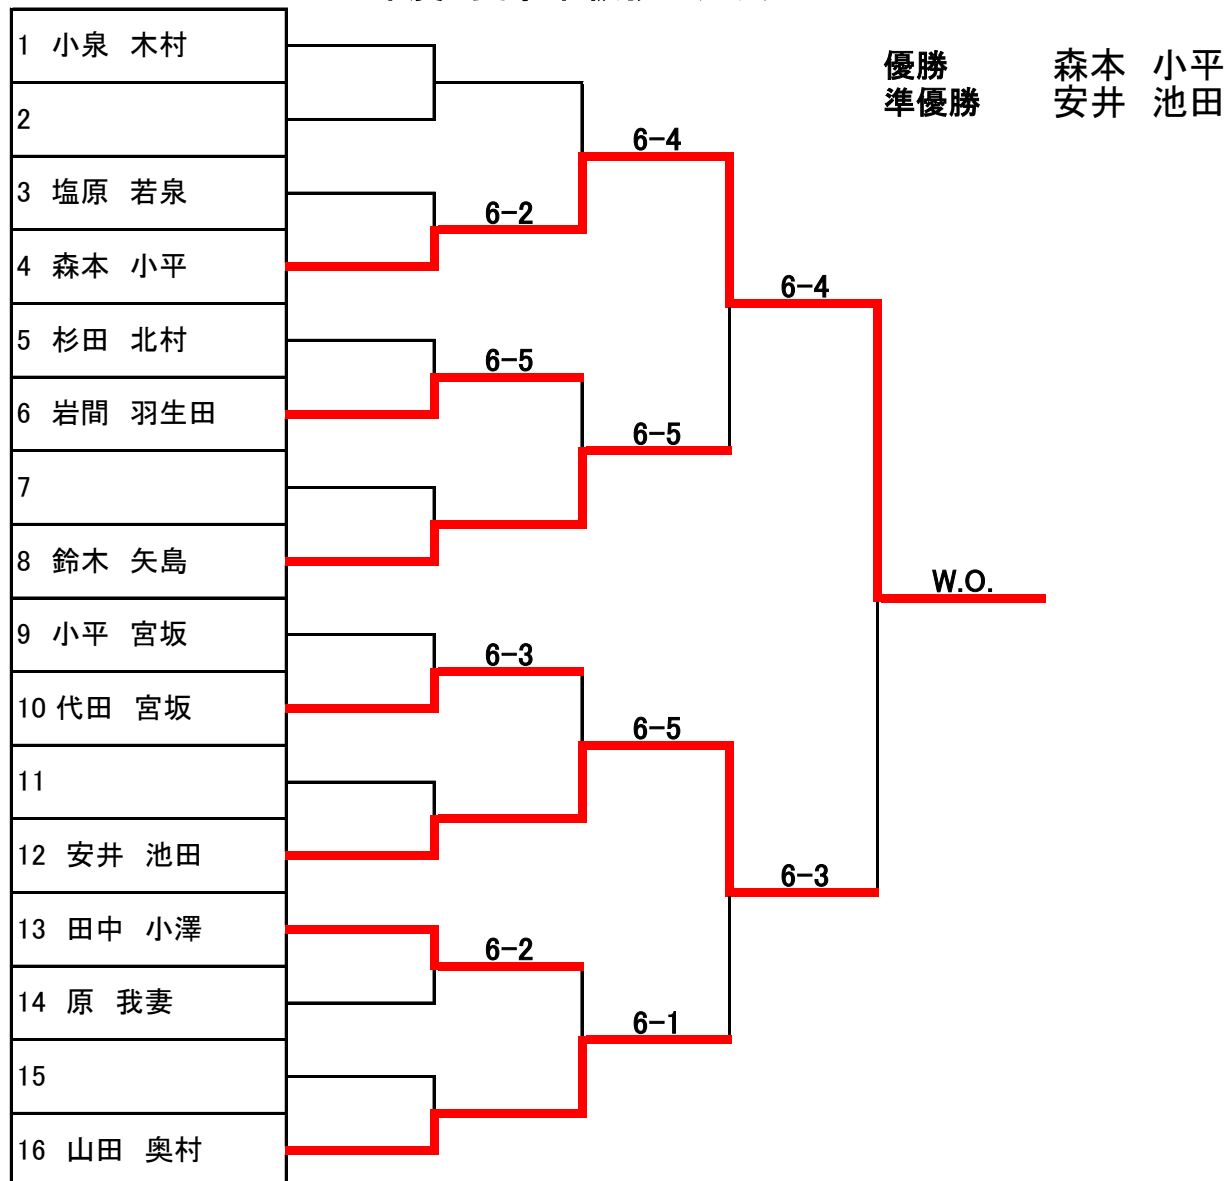 優勝 森本 小平
準優勝 安井 池田
1 小泉 木村
2
3 塩原 若泉
4 森本 小平
5 杉田 北村
6 岩間 羽生田
7
8 鈴木 矢島
9 小平 宮坂
10 代田 宮坂
11
12 安井 池田
13 田中 小澤
14 原 我妻
15
16 山田 奥村
6-2
6-5
6-3
6-2
6-4
6-5
6-5
6-1
6-4
6-3
W.O.